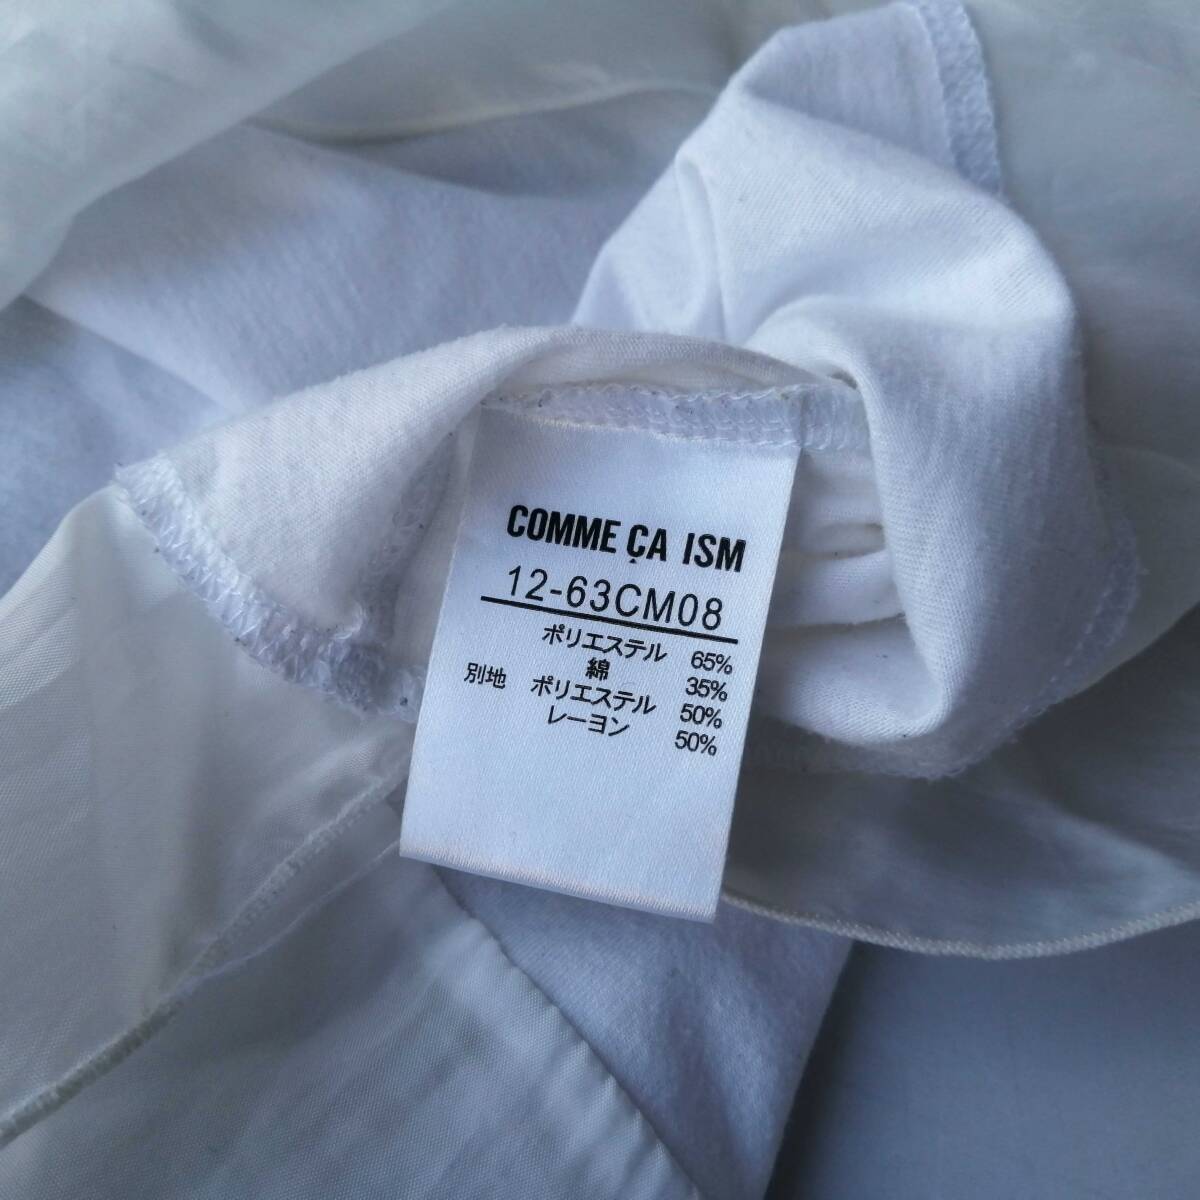 COMME ÇA ISM
12-63CM08
ポリエステル 65%
綿 35%
別地 ポリエステル 50%
レーヨン 50%